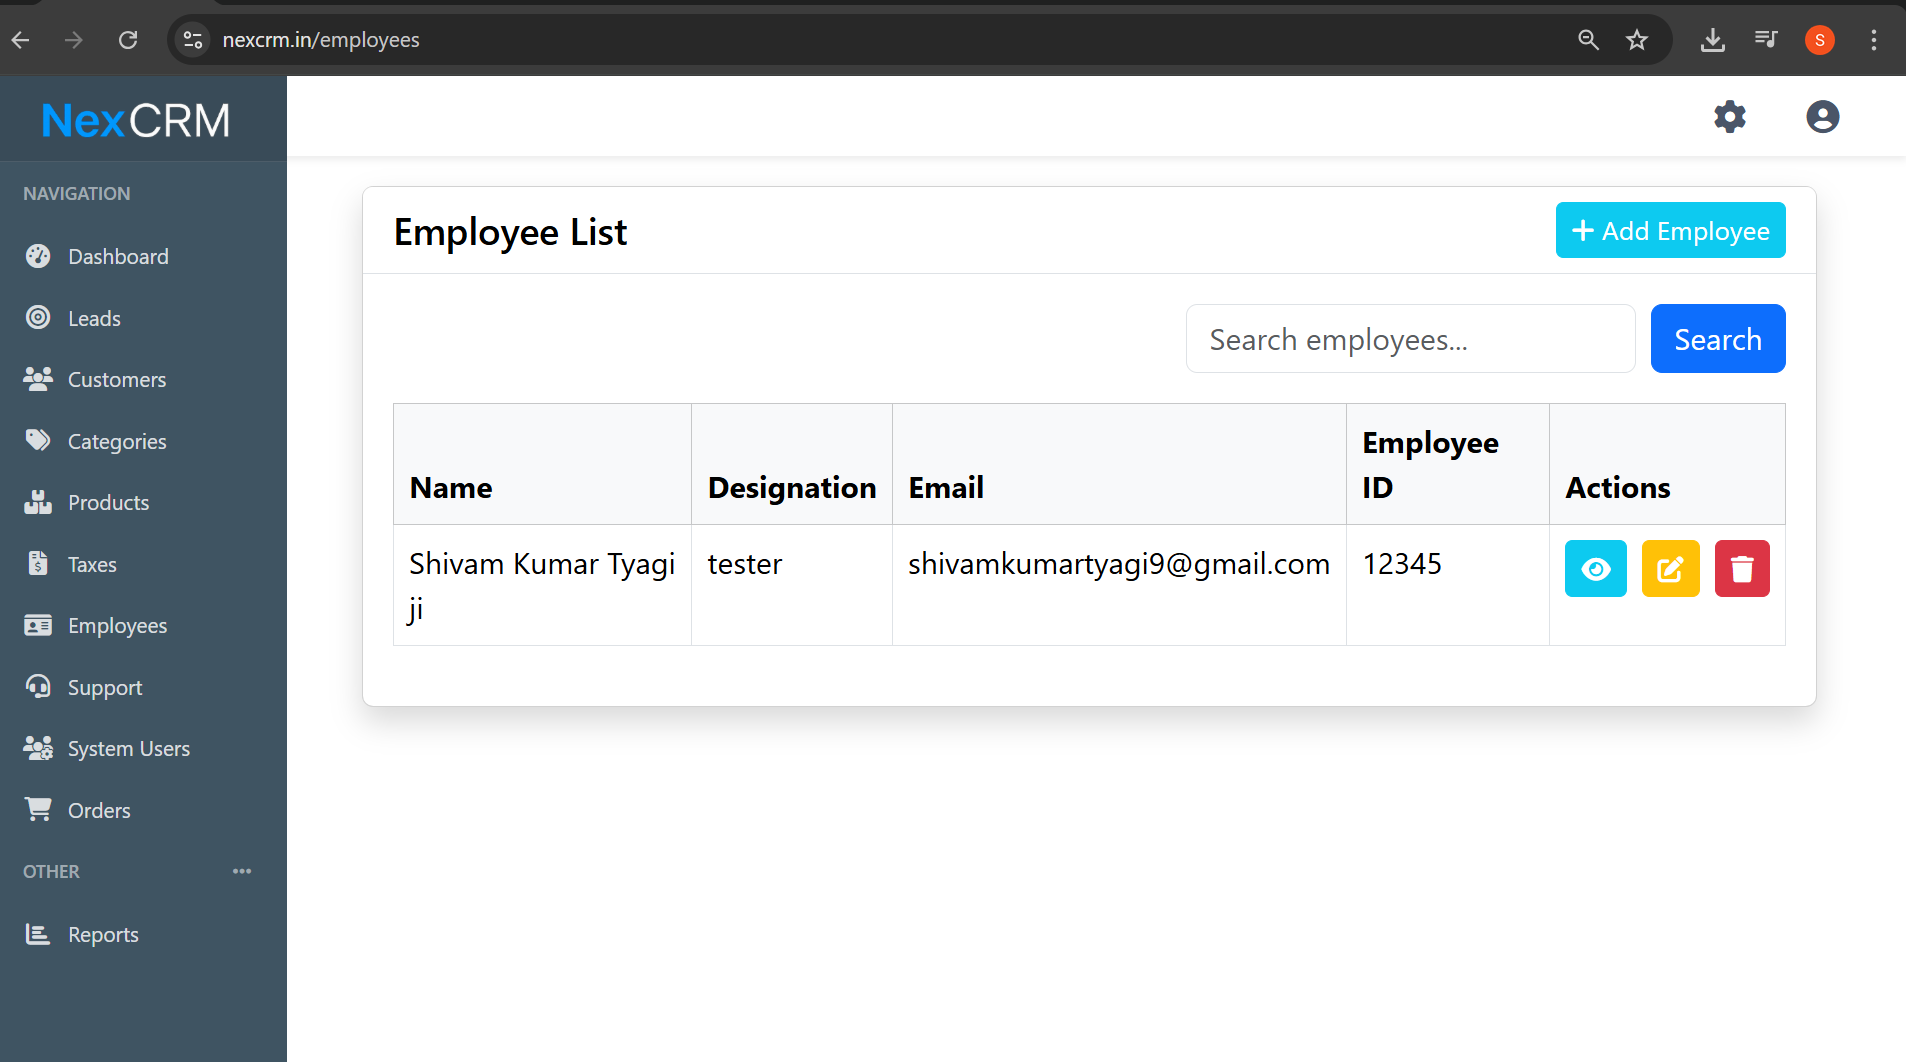 nexcrm.in/employees
S
NexCRM
NAVIGATION
Dashboard
Leads
Customers
Categories
Products
Taxes
Employees
Support
System Users
Orders
OTHER
Reports
Employee List
+ Add Employee
Search employees...
Search
Name
Designation
Email
Employee
ID
Actions
Shivam Kumar Tyagi
ji
tester
shivamkumartyagi9@gmail.com
12345